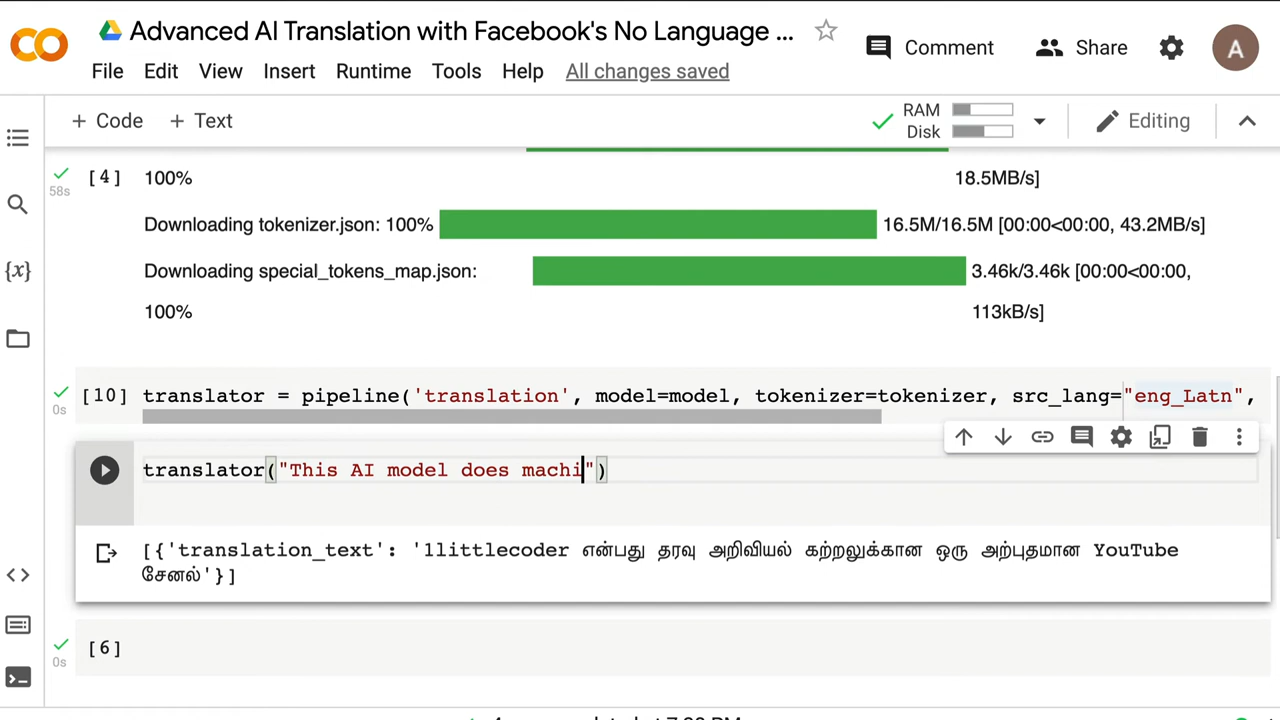 Advanced AI Translation with Facebook's No Language ...
Comment
Share
A
File Edit View Insert Runtime Tools Help All changes saved
+ Code + Text
RAM
Disk
Editing
[4] 100% 18.5MB/s]
58s
Downloading tokenizer.json: 100% 16.5M/16.5M [00:00<00:00, 43.2MB/s]
Downloading special_tokens_map.json: 3.46k/3.46k [00:00<00:00,
100% 113kB/s]
[10] translator = pipeline('translation', model=model, tokenizer=tokenizer, src_lang="eng_Latn",
0s
translator("This AI model does machi")
[{'translation_text': '1littlecoder என்பது தரவு அறிவியல் கற்றலுக்கான ஒரு அற்புதமான YouTube
சேனல்'}]
[6]
0s